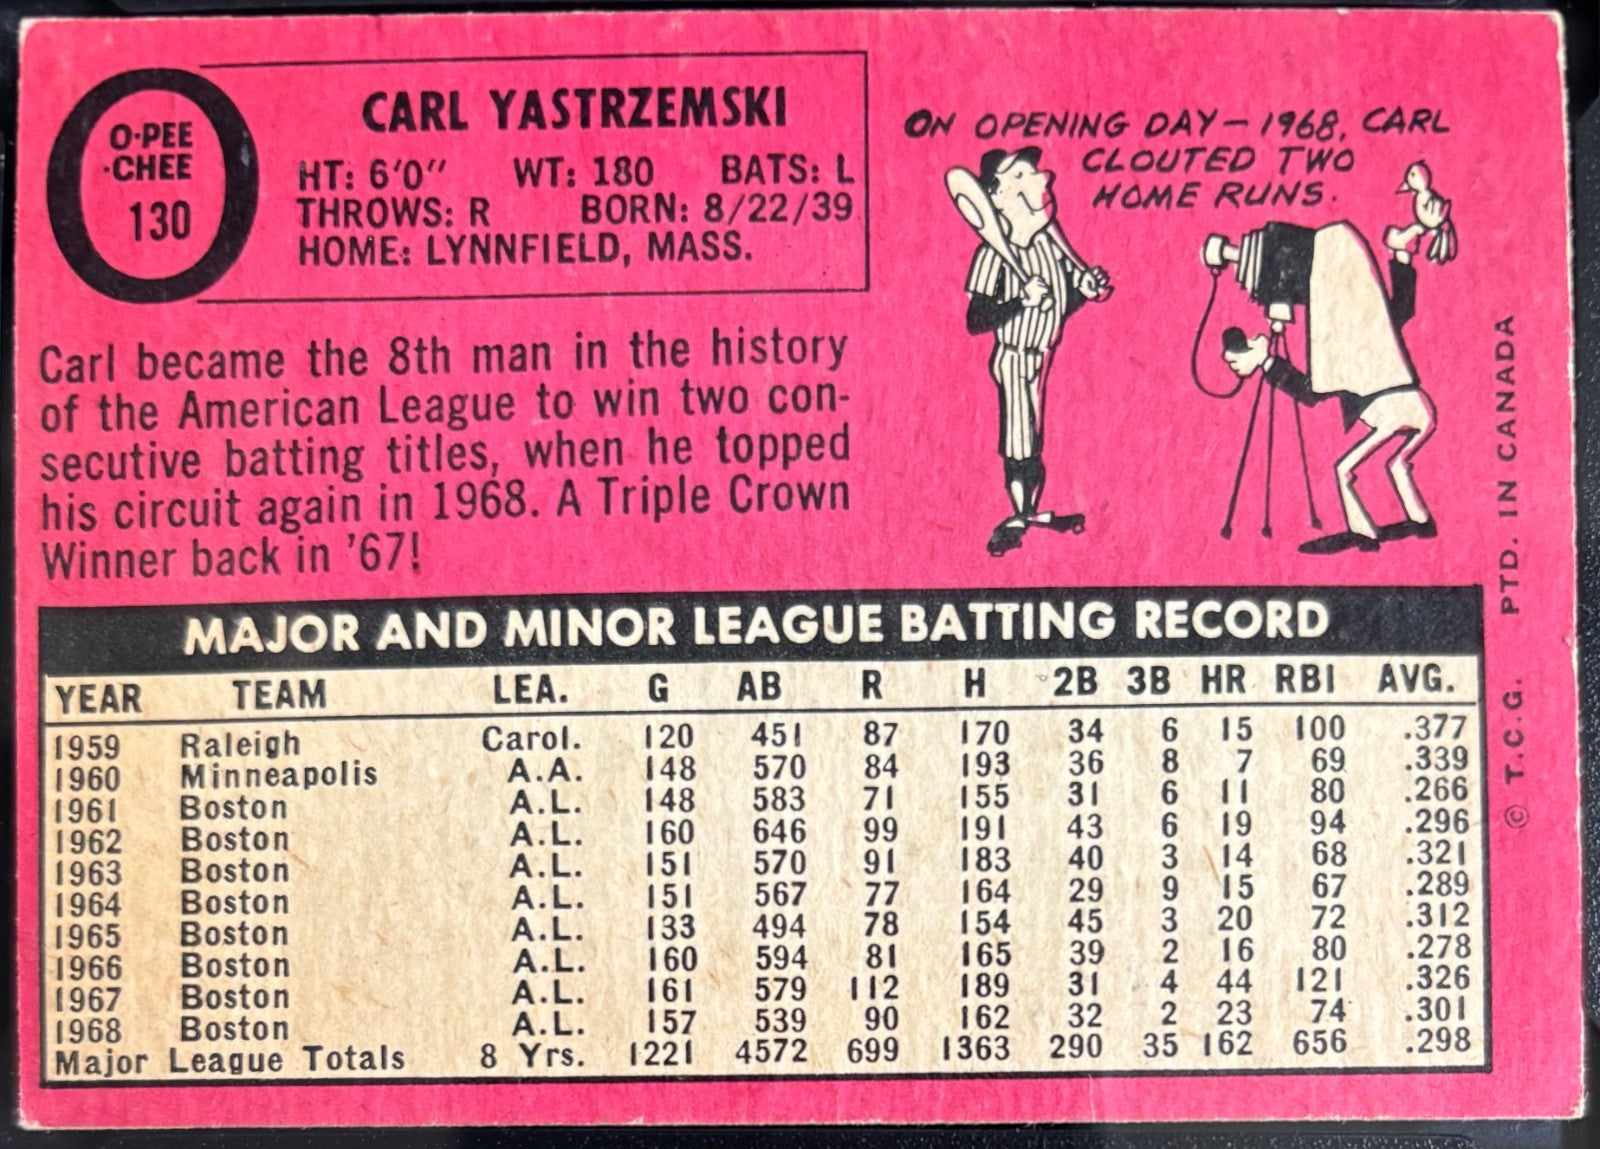 O-PEE
-CHEE
130
CARL YASTRZEMSKI
HT: 6'0" WT: 180 BATS: L
THROWS: R BORN: 8/22/39
HOME: LYNNFIELD, MASS.
ON OPENING DAY—1968, CARL
CLOUTED TWO
HOME RUNS.
Carl became the 8th man in the history
of the American League to win two con-
secutive batting titles, when he topped
his circuit again in 1968. A Triple Crown
Winner back in '67!
MAJOR AND MINOR LEAGUE BATTING RECORD
YEAR TEAM LEA. G AB R H 2B 3B HR RBI AVG.
1959 Raleigh Carol. 120 451 87 170 34 6 15 100 .377
1960 Minneapolis A.A. 148 570 84 193 36 8 7 69 .339
1961 Boston A.L. 148 583 71 155 31 6 11 80 .266
1962 Boston A.L. 160 646 99 191 43 6 19 94 .296
1963 Boston A.L. 151 570 91 183 40 3 14 68 .321
1964 Boston A.L. 151 567 77 164 29 9 15 67 .289
1965 Boston A.L. 133 494 78 154 45 3 20 72 .312
1966 Boston A.L. 160 594 81 165 39 2 16 80 .278
1967 Boston A.L. 161 579 112 189 31 4 44 121 .326
1968 Boston A.L. 157 539 90 162 32 2 23 74 .301
Major League Totals 8 Yrs. 1221 4572 699 1363 290 35 162 656 .298
© T.C.G. PTD. IN CANADA